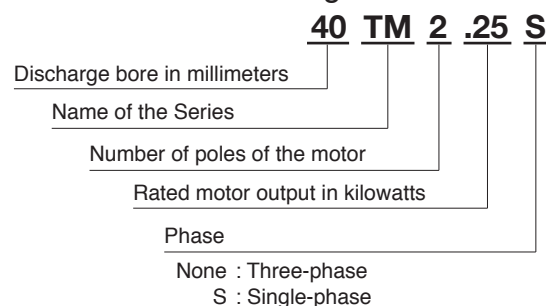 40 TM 2 .25 S
Discharge bore in millimeters
Name of the Series
Number of poles of the motor
Rated motor output in kilowatts
Phase
None : Three-phase
S : Single-phase